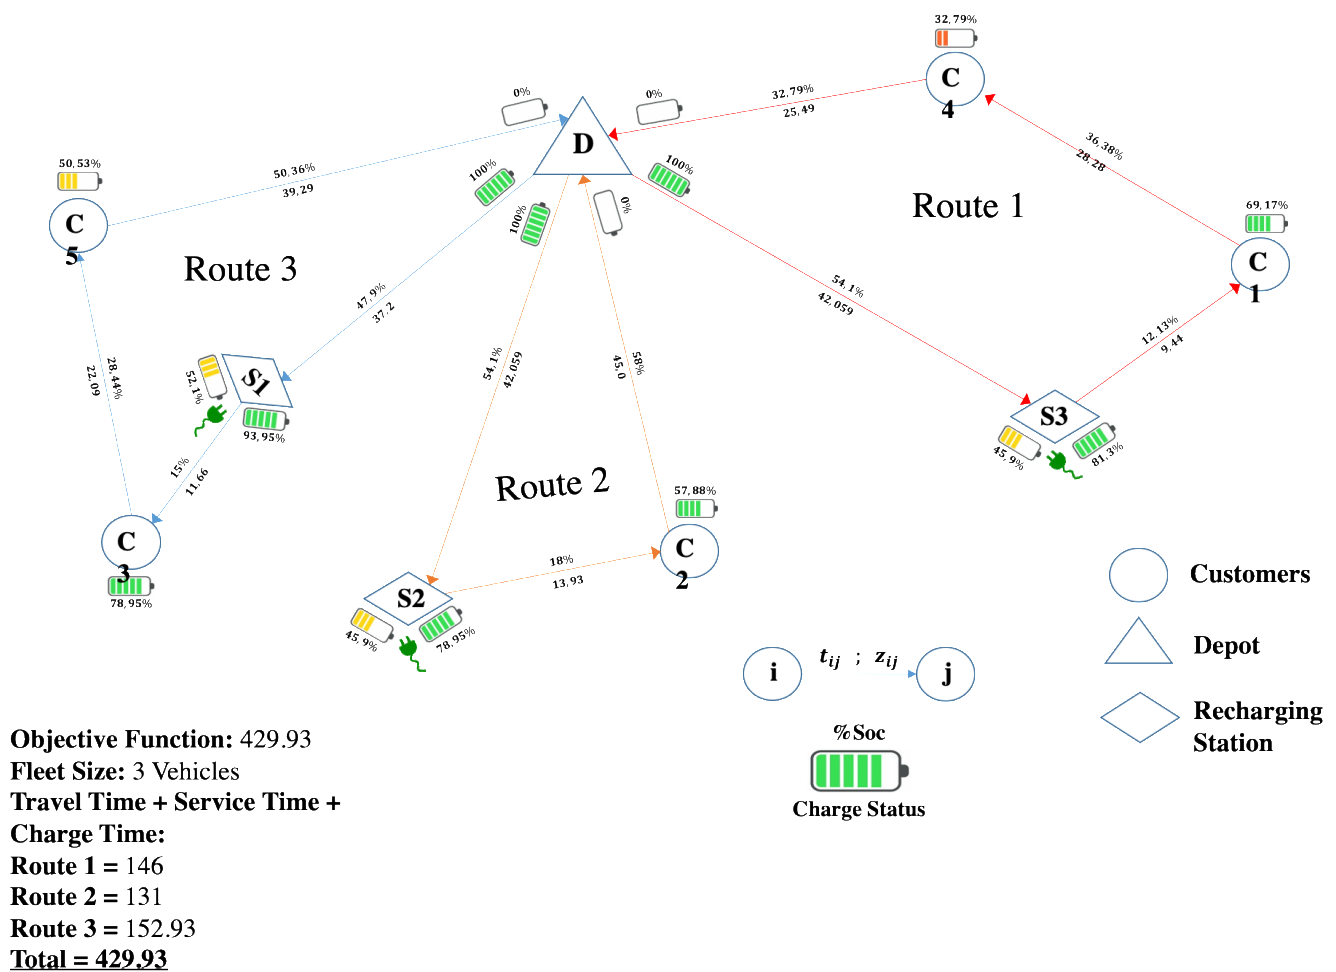 32,79%
C
4
0%
0%
32,79%
25,49
D
36,38%
28,28
50,53%
50,36%
39,29
100%
100%
100%
0%
C
5
Route 1
69,17%
C
1
Route 3
47,9%
37,2
54,1%
42,059
12,13%
9,44
28,44%
22,09
54,1%
42,059
58%
45,0
S1
52,1%
93,95%
S3
45,9%
81,3%
15%
11,66
Route 2
57,88%
C
2
C
3
78,95%
18%
13,93
S2
45,9%
78,95%
Customers
Depot
Recharging
Station
i
t_ij ; z_ij
j
%Soc
Charge Status
Objective Function: 429.93
Fleet Size: 3 Vehicles
Travel Time + Service Time +
Charge Time:
Route 1 = 146
Route 2 = 131
Route 3 = 152.93
Total = 429.93